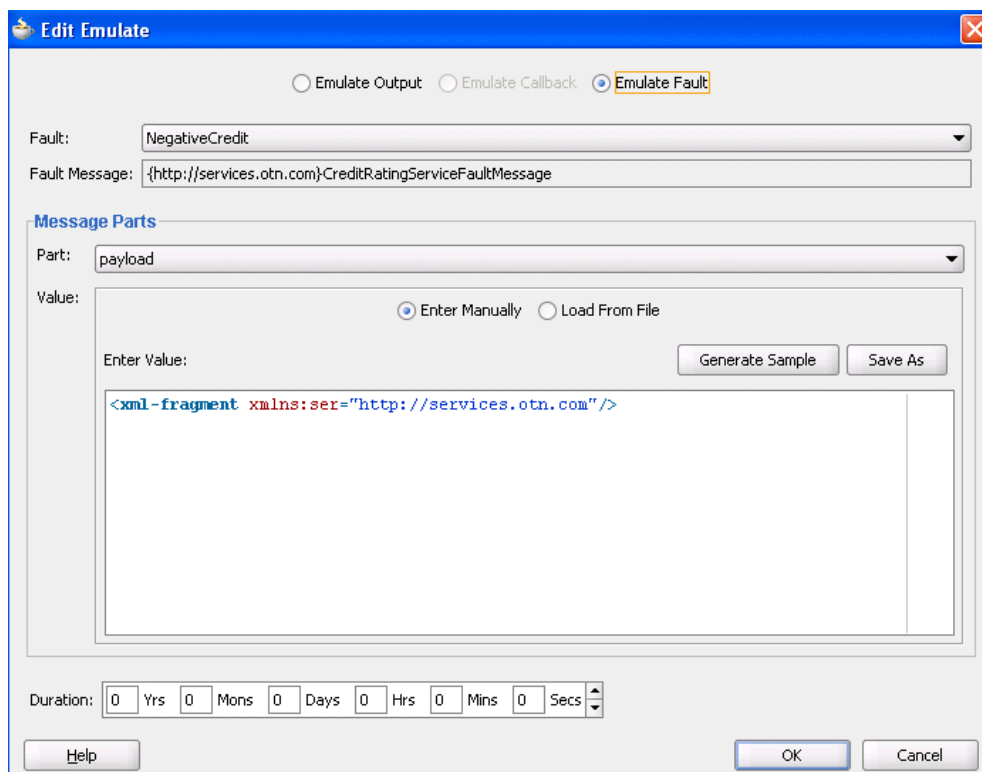 Edit Emulate
Emulate Output Emulate Callback Emulate Fault
Fault: NegativeCredit
Fault Message: {http://services.otn.com}CreditRatingServiceFaultMessage
Message Parts
Part: payload
Value: Enter Manually Load From File
Enter Value: Generate Sample Save As
<xml-fragment xmlns:ser="http://services.otn.com"/>
Duration: 0 Yrs 0 Mons 0 Days 0 Hrs 0 Mins 0 Secs
Help OK Cancel